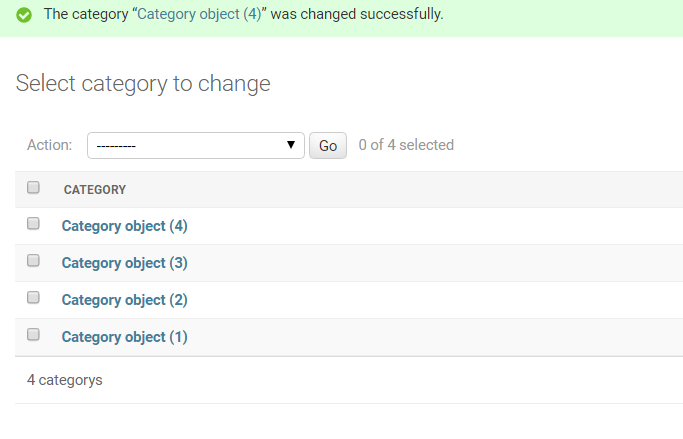 The category “Category object (4)” was changed successfully.
Select category to change
Action: --------- Go 0 of 4 selected
CATEGORY
Category object (4)
Category object (3)
Category object (2)
Category object (1)
4 categorys